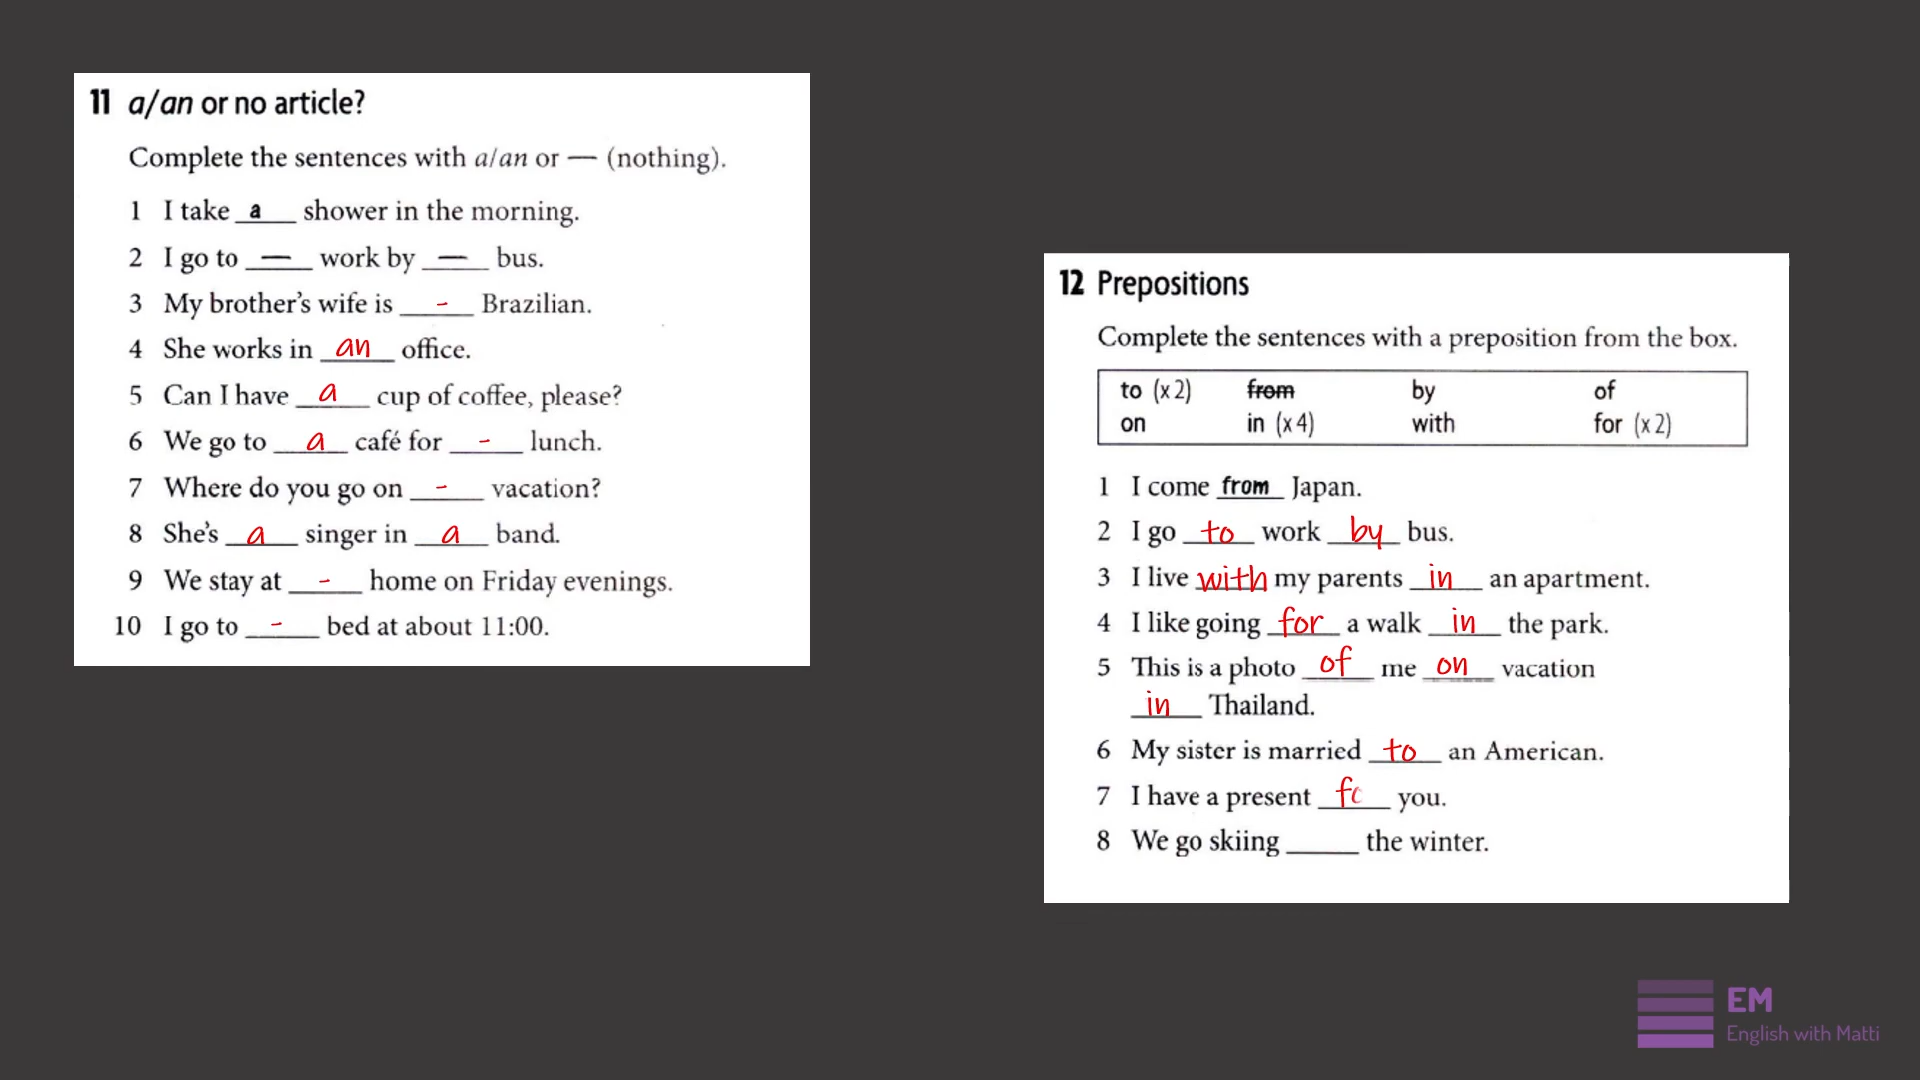 11 a/an or no article?
Complete the sentences with a/an or — (nothing).
1 I take a shower in the morning.
2 I go to — work by — bus.
3 My brother's wife is - Brazilian.
4 She works in an office.
5 Can I have a cup of coffee, please?
6 We go to a café for - lunch.
7 Where do you go on - vacation?
8 She's a singer in a band.
9 We stay at - home on Friday evenings.
10 I go to - bed at about 11:00.
12 Prepositions
Complete the sentences with a preposition from the box.
to (x 2) from by of
on in (x 4) with for (x 2)
1 I come from Japan.
2 I go to work by bus.
3 I live with my parents in an apartment.
4 I like going for a walk in the park.
5 This is a photo of me on vacation
in Thailand.
6 My sister is married to an American.
7 I have a present fo you.
8 We go skiing ____ the winter.
EM
English with Matti